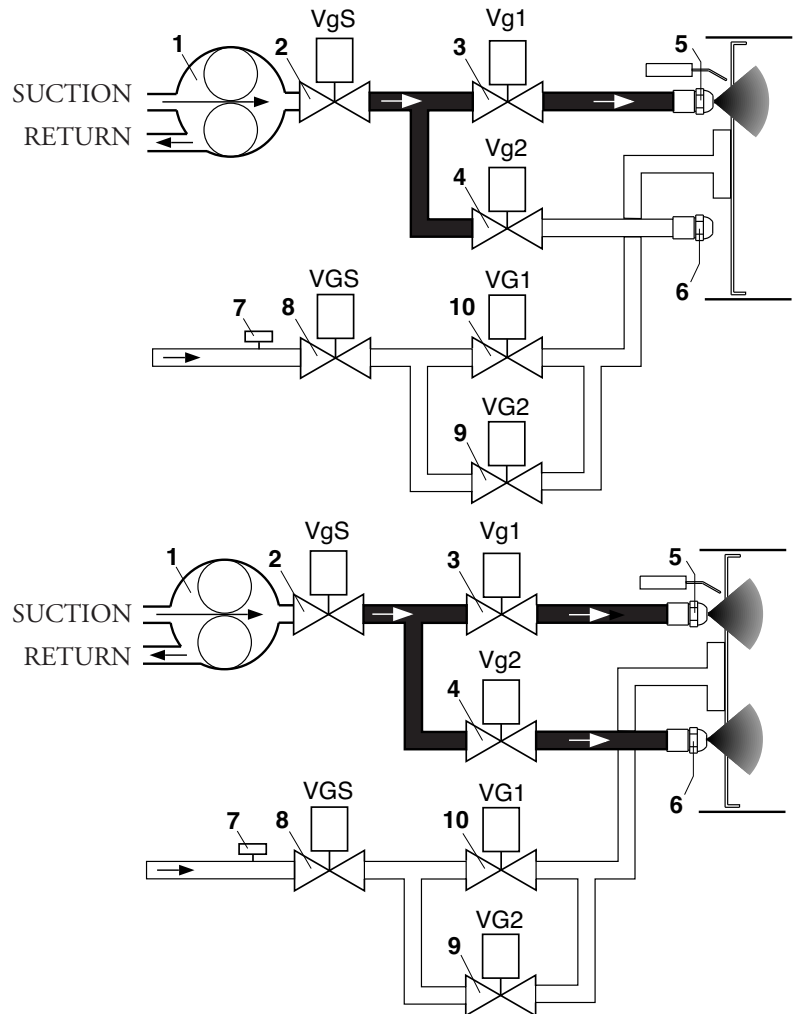 VgS Vg1
1 2 3 5
SUCTION
RETURN
Vg2
4
6
VGS VG1
7 8 10
VG2
9
VgS Vg1
1 2 3 5
SUCTION
RETURN
Vg2
4
6
VGS VG1
7 8 10
VG2
9